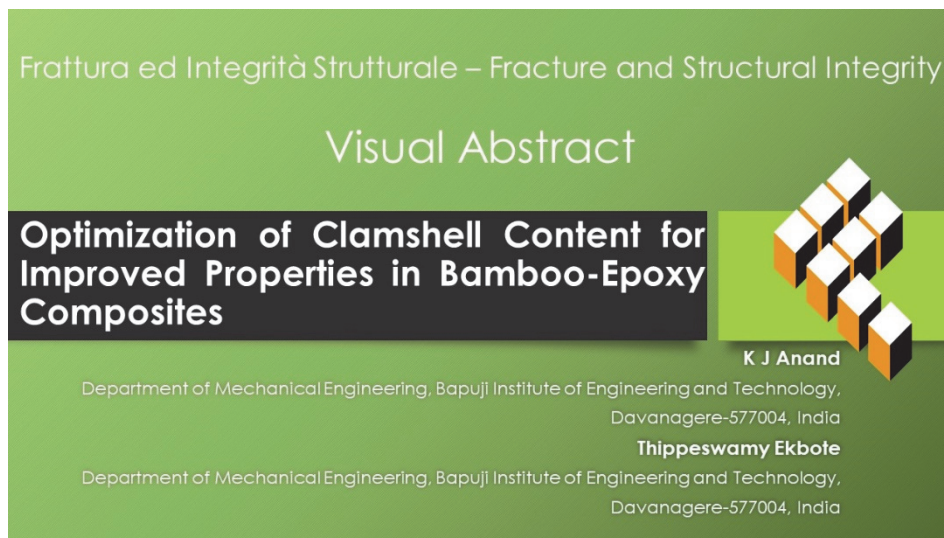 Frattura ed Integrità Strutturale – Fracture and Structural Integrity
Visual Abstract
Optimization of Clamshell Content for
Improved Properties in Bamboo-Epoxy
Composites
K J Anand
Department of Mechanical Engineering, Bapuji Institute of Engineering and Technology,
Davanagere-577004, India
Thippeswamy Ekbote
Department of Mechanical Engineering, Bapuji Institute of Engineering and Technology,
Davanagere-577004, India